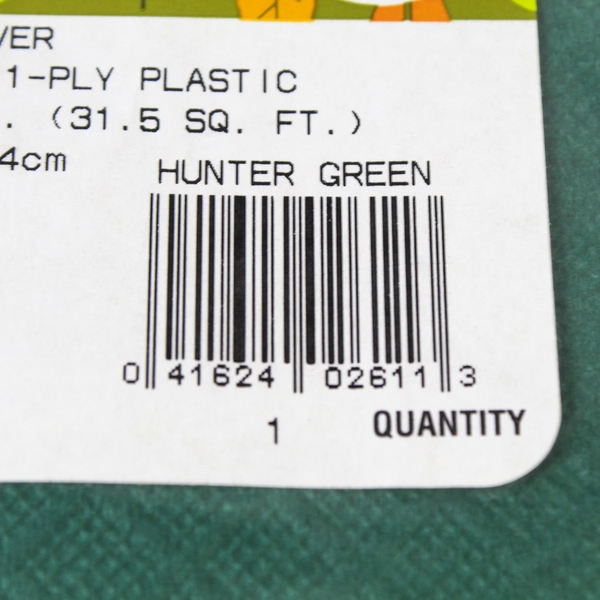 VER
1-PLY PLASTIC
. (31.5 SQ. FT.)
4cm
HUNTER GREEN
0 41624 02611 3
1 QUANTITY